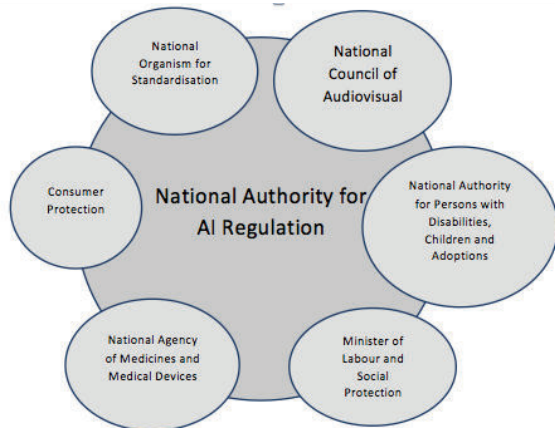 National
Organism for
Standardisation
National
Council of
Audiovisual
Consumer
Protection
National Authority for
AI Regulation
National Authority
for Persons with
Disabilities,
Children and
Adoptions
National Agency
of Medicines and
Medical Devices
Minister of
Labour and
Social
Protection